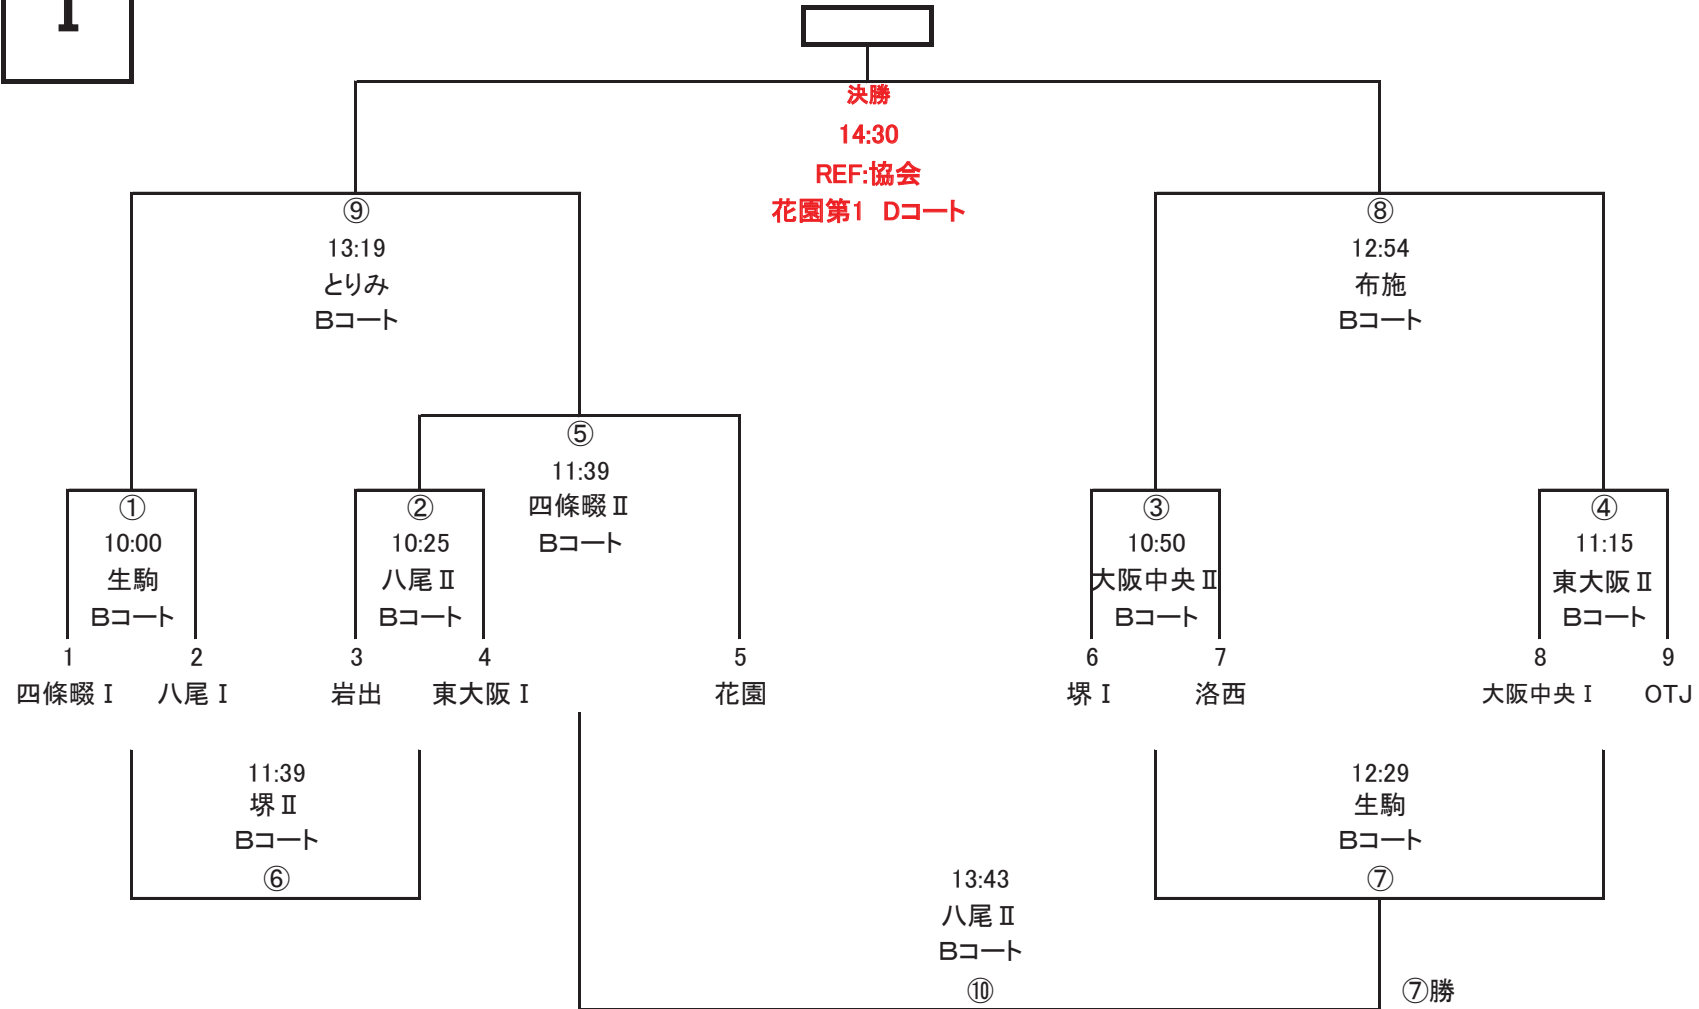 I
決勝
14:30
REF:協会
花園第1 Dコート
⑨
13:19
とりみ
Bコート
⑧
12:54
布施
Bコート
⑤
11:39
四條畷Ⅱ
Bコート
①
10:00
生駒
Bコート
②
10:25
八尾Ⅱ
Bコート
③
10:50
大阪中央Ⅱ
Bコート
④
11:15
東大阪Ⅱ
Bコート
1 2 3 4 5 6 7 8 9
四條畷Ⅰ 八尾Ⅰ 岩出 東大阪Ⅰ 花園 堺Ⅰ 洛西 大阪中央Ⅰ OTJ
11:39
堺Ⅱ
Bコート
⑥
12:29
生駒
Bコート
⑦
13:43
八尾Ⅱ
Bコート
⑩
⑦勝